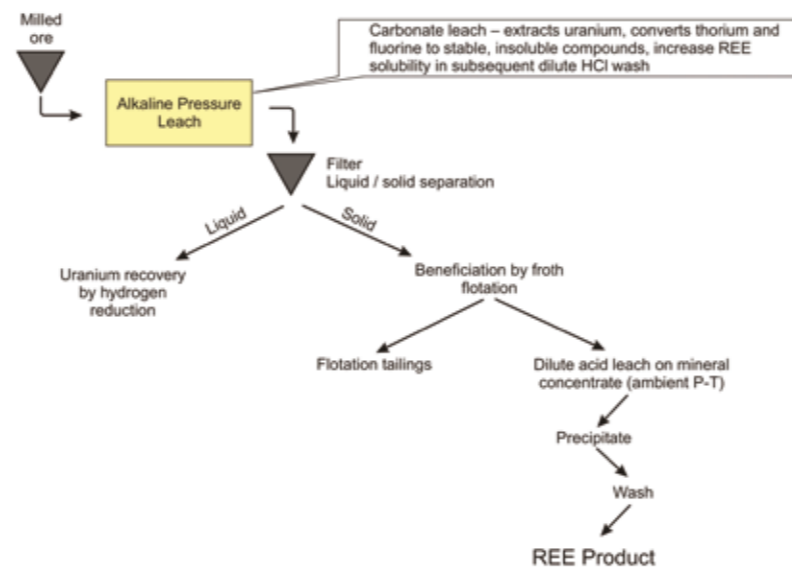 Milled
ore
Carbonate leach – extracts uranium, converts thorium and
fluorine to stable, insoluble compounds, increase REE
solubility in subsequent dilute HCl wash
Alkaline Pressure
Leach
Filter
Liquid / solid separation
Liquid
Solid
Uranium recovery
by hydrogen
reduction
Beneficiation by froth
flotation
Flotation tailings
Dilute acid leach on mineral
concentrate (ambient P-T)
Precipitate
Wash
REE Product